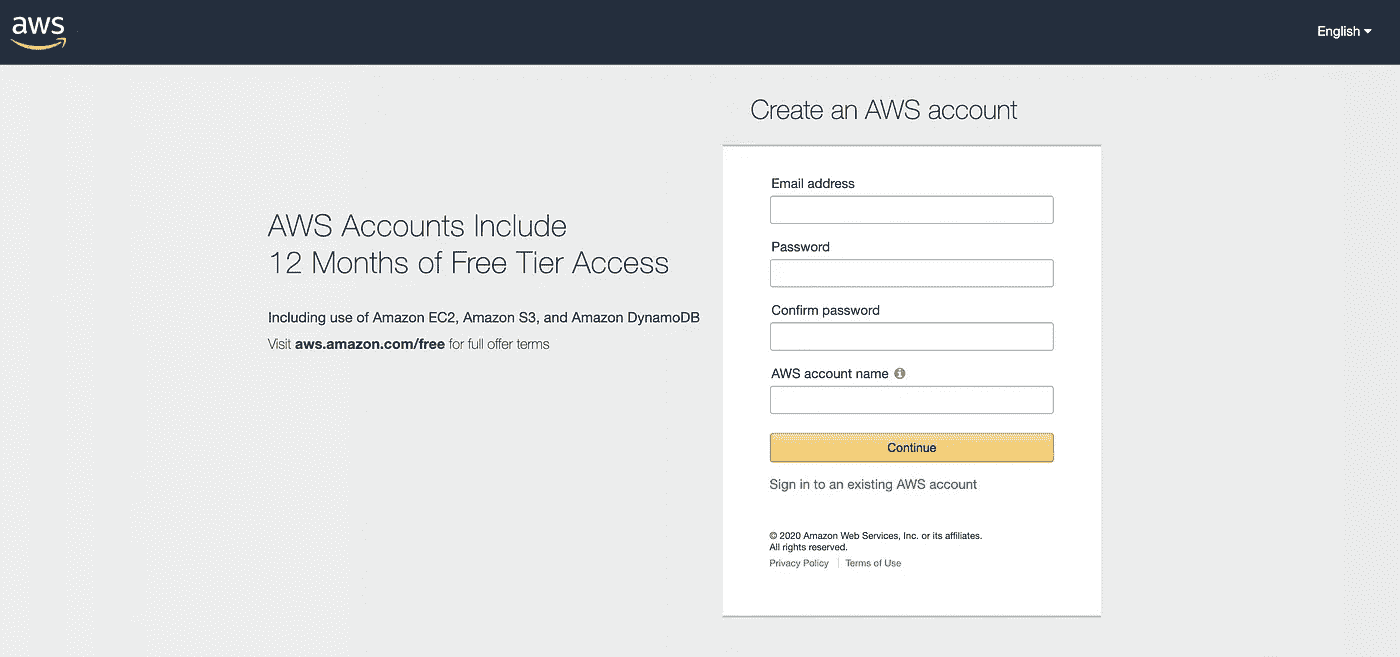 aws
English
Create an AWS account
AWS Accounts Include
12 Months of Free Tier Access
Including use of Amazon EC2, Amazon S3, and Amazon DynamoDB
Visit aws.amazon.com/free for full offer terms
Email address
Password
Confirm password
AWS account name
Continue
Sign in to an existing AWS account
© 2020 Amazon Web Services, Inc. or its affiliates.
All rights reserved.
Privacy Policy | Terms of Use